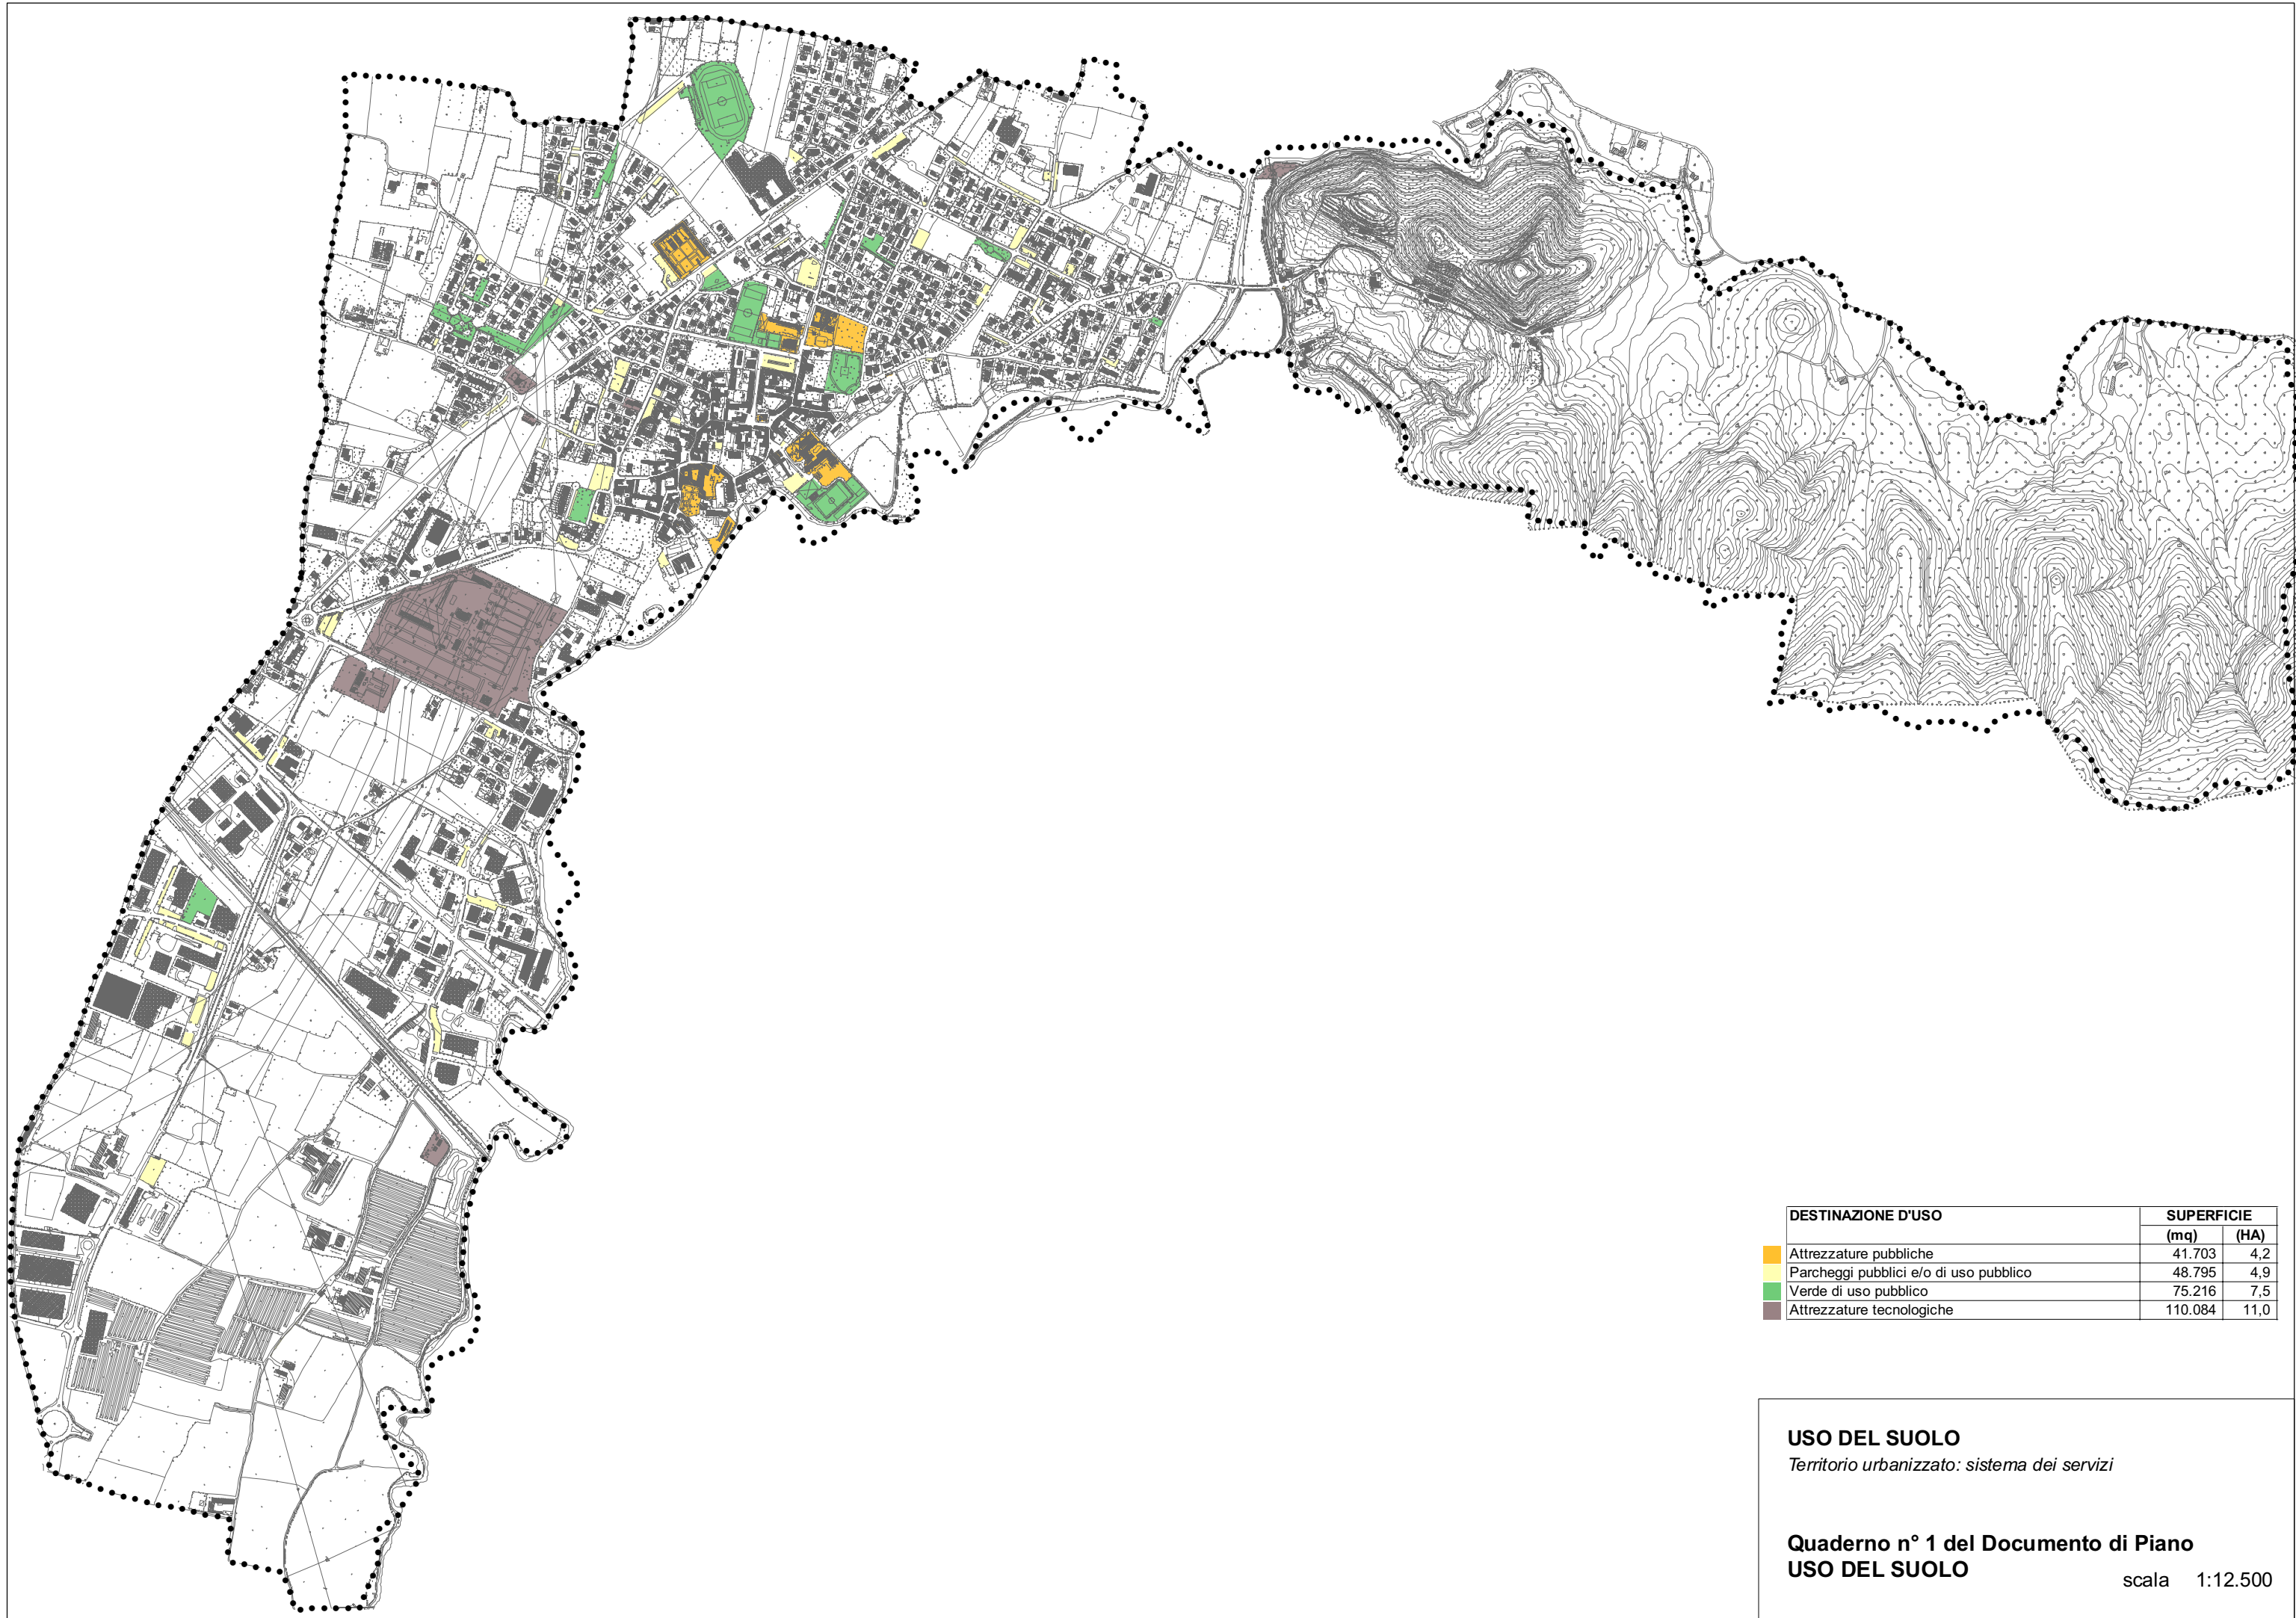 DESTINAZIONE D'USO SUPERFICIE
(mq) (HA)
Attrezzature pubbliche 41.703 4,2
Parcheggi pubblici e/o di uso pubblico 48.795 4,9
Verde di uso pubblico 75.216 7,5
Attrezzature tecnologiche 110.084 11,0
USO DEL SUOLO
Territorio urbanizzato: sistema dei servizi
Quaderno n° 1 del Documento di Piano
USO DEL SUOLO scala 1:12.500